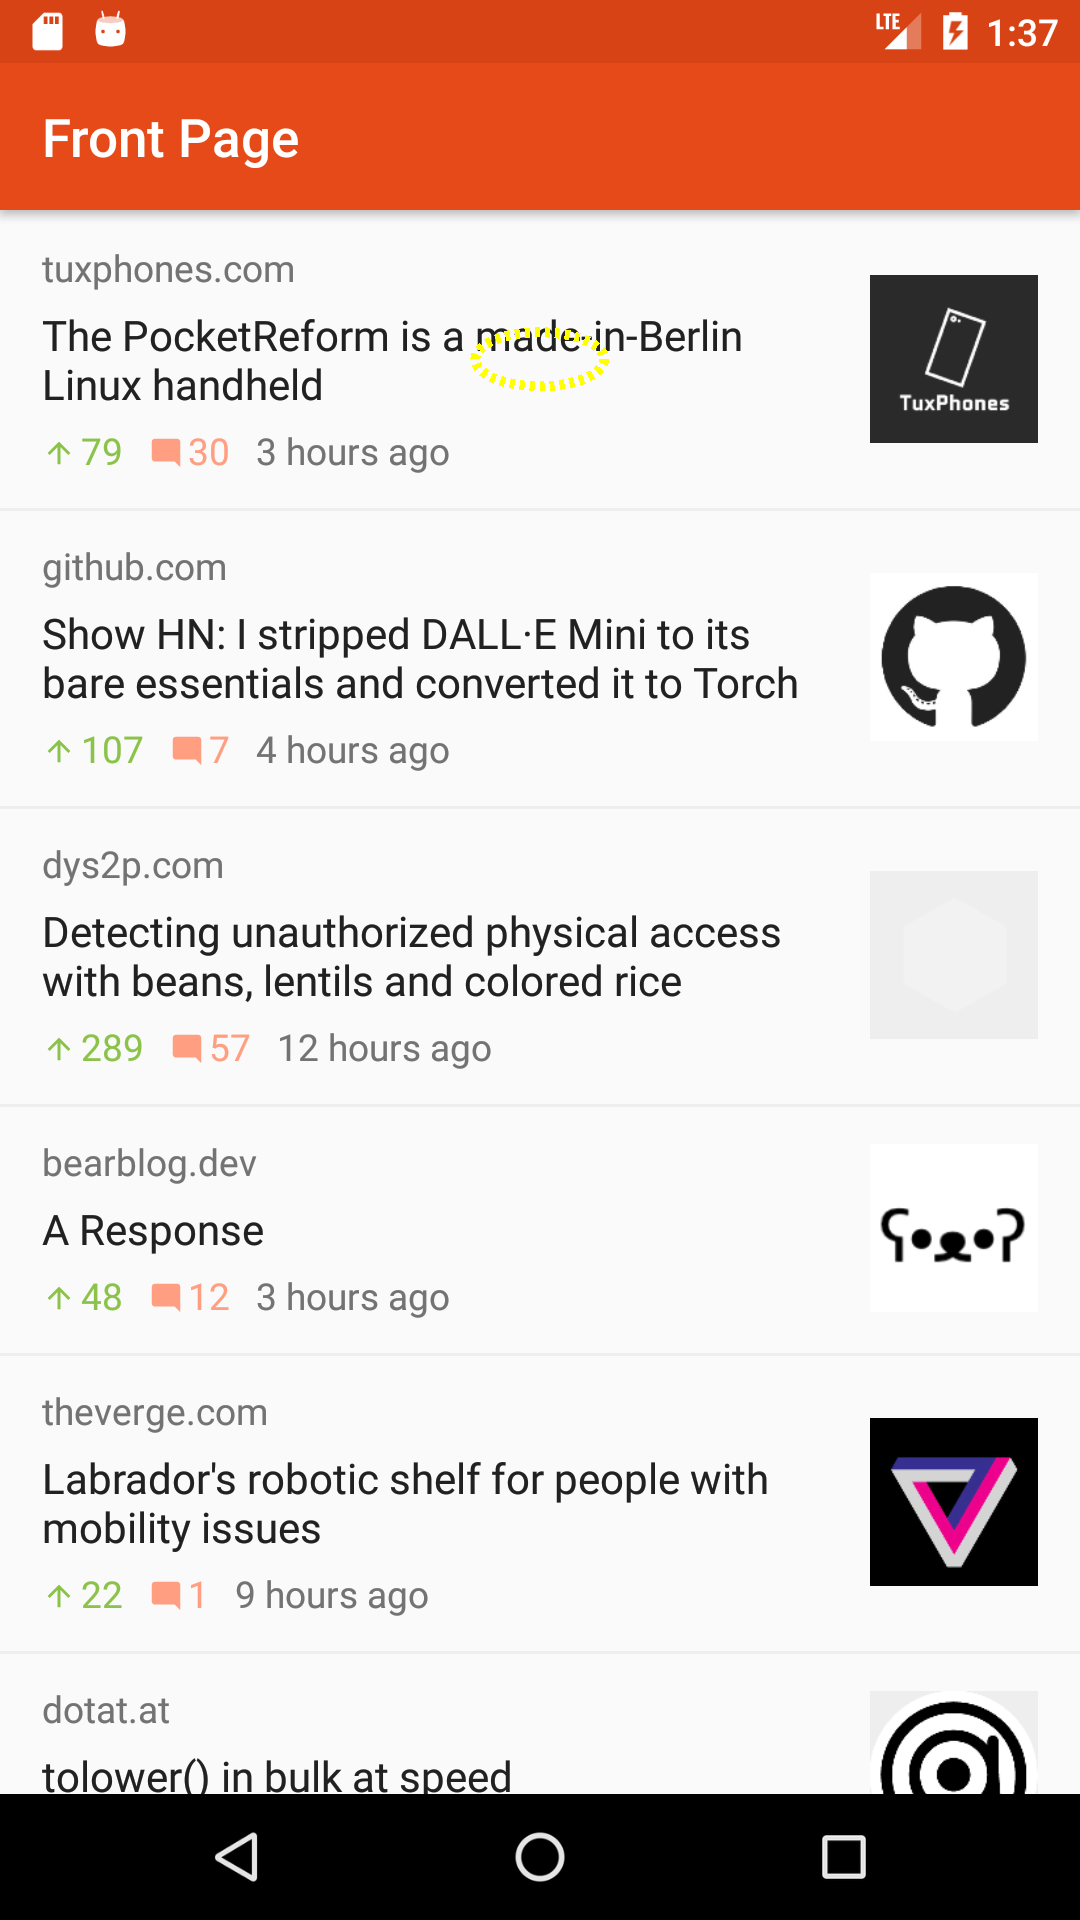 LTE 1:37
Front Page
tuxphones.com
The PocketReform is a made-in-Berlin
Linux handheld
79 30 3 hours ago
TuxPhones
github.com
Show HN: I stripped DALL·E Mini to its
bare essentials and converted it to Torch
107 7 4 hours ago
dys2p.com
Detecting unauthorized physical access
with beans, lentils and colored rice
289 57 12 hours ago
bearblog.dev
A Response
48 12 3 hours ago
ʕ•ᴥ•ʔ
theverge.com
Labrador's robotic shelf for people with
mobility issues
22 1 9 hours ago
dotat.at
tolower() in bulk at speed